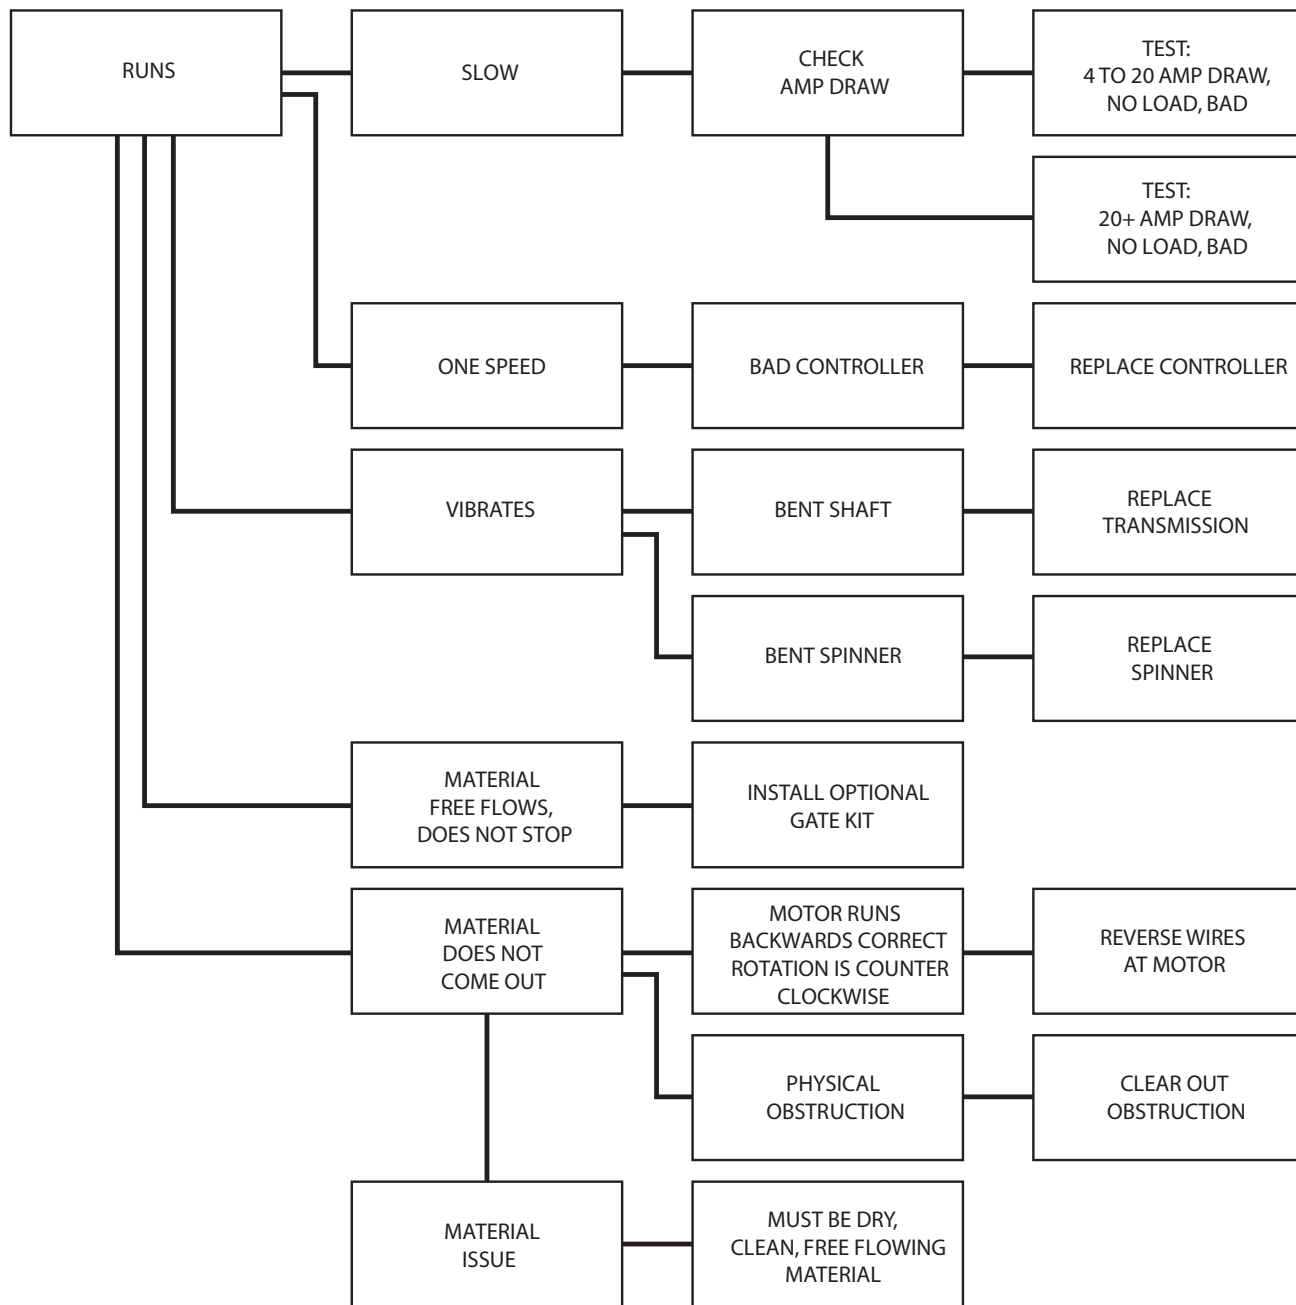 RUNS
SLOW
CHECK
AMP DRAW
TEST:
4 TO 20 AMP DRAW,
NO LOAD, BAD
TEST:
20+ AMP DRAW,
NO LOAD, BAD
ONE SPEED
BAD CONTROLLER
REPLACE CONTROLLER
VIBRATES
BENT SHAFT
REPLACE
TRANSMISSION
BENT SPINNER
REPLACE
SPINNER
MATERIAL
FREE FLOWS,
DOES NOT STOP
INSTALL OPTIONAL
GATE KIT
MATERIAL
DOES NOT
COME OUT
MOTOR RUNS
BACKWARDS CORRECT
ROTATION IS COUNTER
CLOCKWISE
REVERSE WIRES
AT MOTOR
PHYSICAL
OBSTRUCTION
CLEAR OUT
OBSTRUCTION
MATERIAL
ISSUE
MUST BE DRY,
CLEAN, FREE FLOWING
MATERIAL